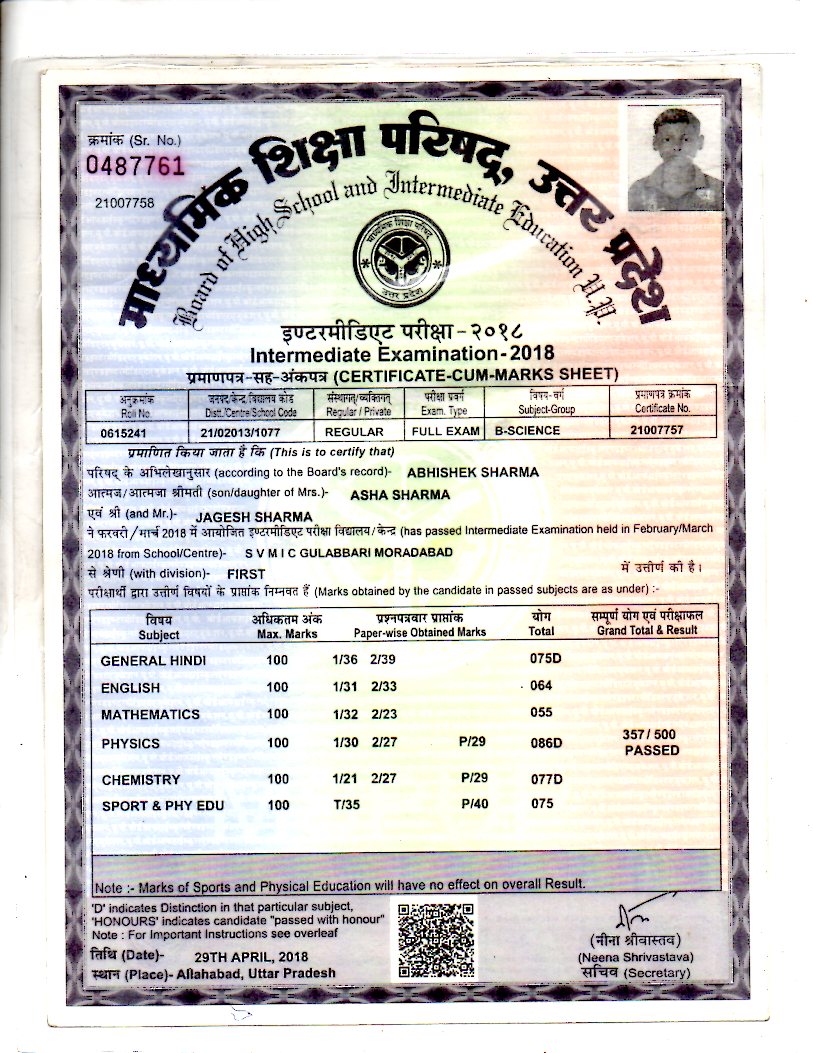 क्रमांक (Sr. No.)
0487761
21007758
माध्यमिक शिक्षा परिषद्, उत्तर प्रदेश
Board of High School and Intermediate Education U.P.
माध्यमिक शिक्षा परिषद्
उत्तर प्रदेश
इण्टरमीडिएट परीक्षा - २०१८
Intermediate Examination - 2018
प्रमाणपत्र-सह-अंकपत्र (CERTIFICATE-CUM-MARKS SHEET)
अनुक्रमांक जनपद/केन्द्र/विद्यालय कोड संस्थागत/व्यक्तिगत परीक्षा प्रवर्ग विषय-वर्ग प्रमाणपत्र क्रमांक
Roll No. Distt./Centre/School Code Regular / Private Exam. Type Subject-Group Certificate No.
0615241 21/02013/1077 REGULAR FULL EXAM B-SCIENCE 21007757
प्रमाणित किया जाता है कि (This is to certify that)
परिषद् के अभिलेखानुसार (according to the Board's record)- ABHISHEK SHARMA
आत्मज/आत्मजा श्रीमती (son/daughter of Mrs.)- ASHA SHARMA
एवं श्री (and Mr.)- JAGESH SHARMA
ने फरवरी/मार्च 2018 में आयोजित इण्टरमीडिएट परीक्षा विद्यालय/केन्द्र (has passed Intermediate Examination held in February/March
2018 from School/Centre)- S V M I C GULABBARI MORADABAD
से श्रेणी (with division)- FIRST में उत्तीर्ण की है।
परीक्षार्थी द्वारा उत्तीर्ण विषयों के प्राप्तांक निम्नवत हैं (Marks obtained by the candidate in passed subjects are as under) :-
विषय अधिकतम अंक प्रश्नपत्रवार प्राप्तांक योग सम्पूर्ण योग एवं परीक्षाफल
Subject Max. Marks Paper-wise Obtained Marks Total Grand Total & Result
GENERAL HINDI 100 1/36 2/39 075D
ENGLISH 100 1/31 2/33 064
MATHEMATICS 100 1/32 2/23 055
PHYSICS 100 1/30 2/27 P/29 086D 357/ 500
PASSED
CHEMISTRY 100 1/21 2/27 P/29 077D
SPORT & PHY EDU 100 T/35 P/40 075
Note :- Marks of Sports and Physical Education will have no effect on overall Result.
'D' indicates Distinction in that particular subject,
'HONOURS' indicates candidate "passed with honour"
Note : For Important Instructions see overleaf
तिथि (Date)- 29TH APRIL, 2018
स्थान (Place)- Allahabad, Uttar Pradesh
(नीना श्रीवास्तव)
(Neena Shrivastava)
सचिव (Secretary)